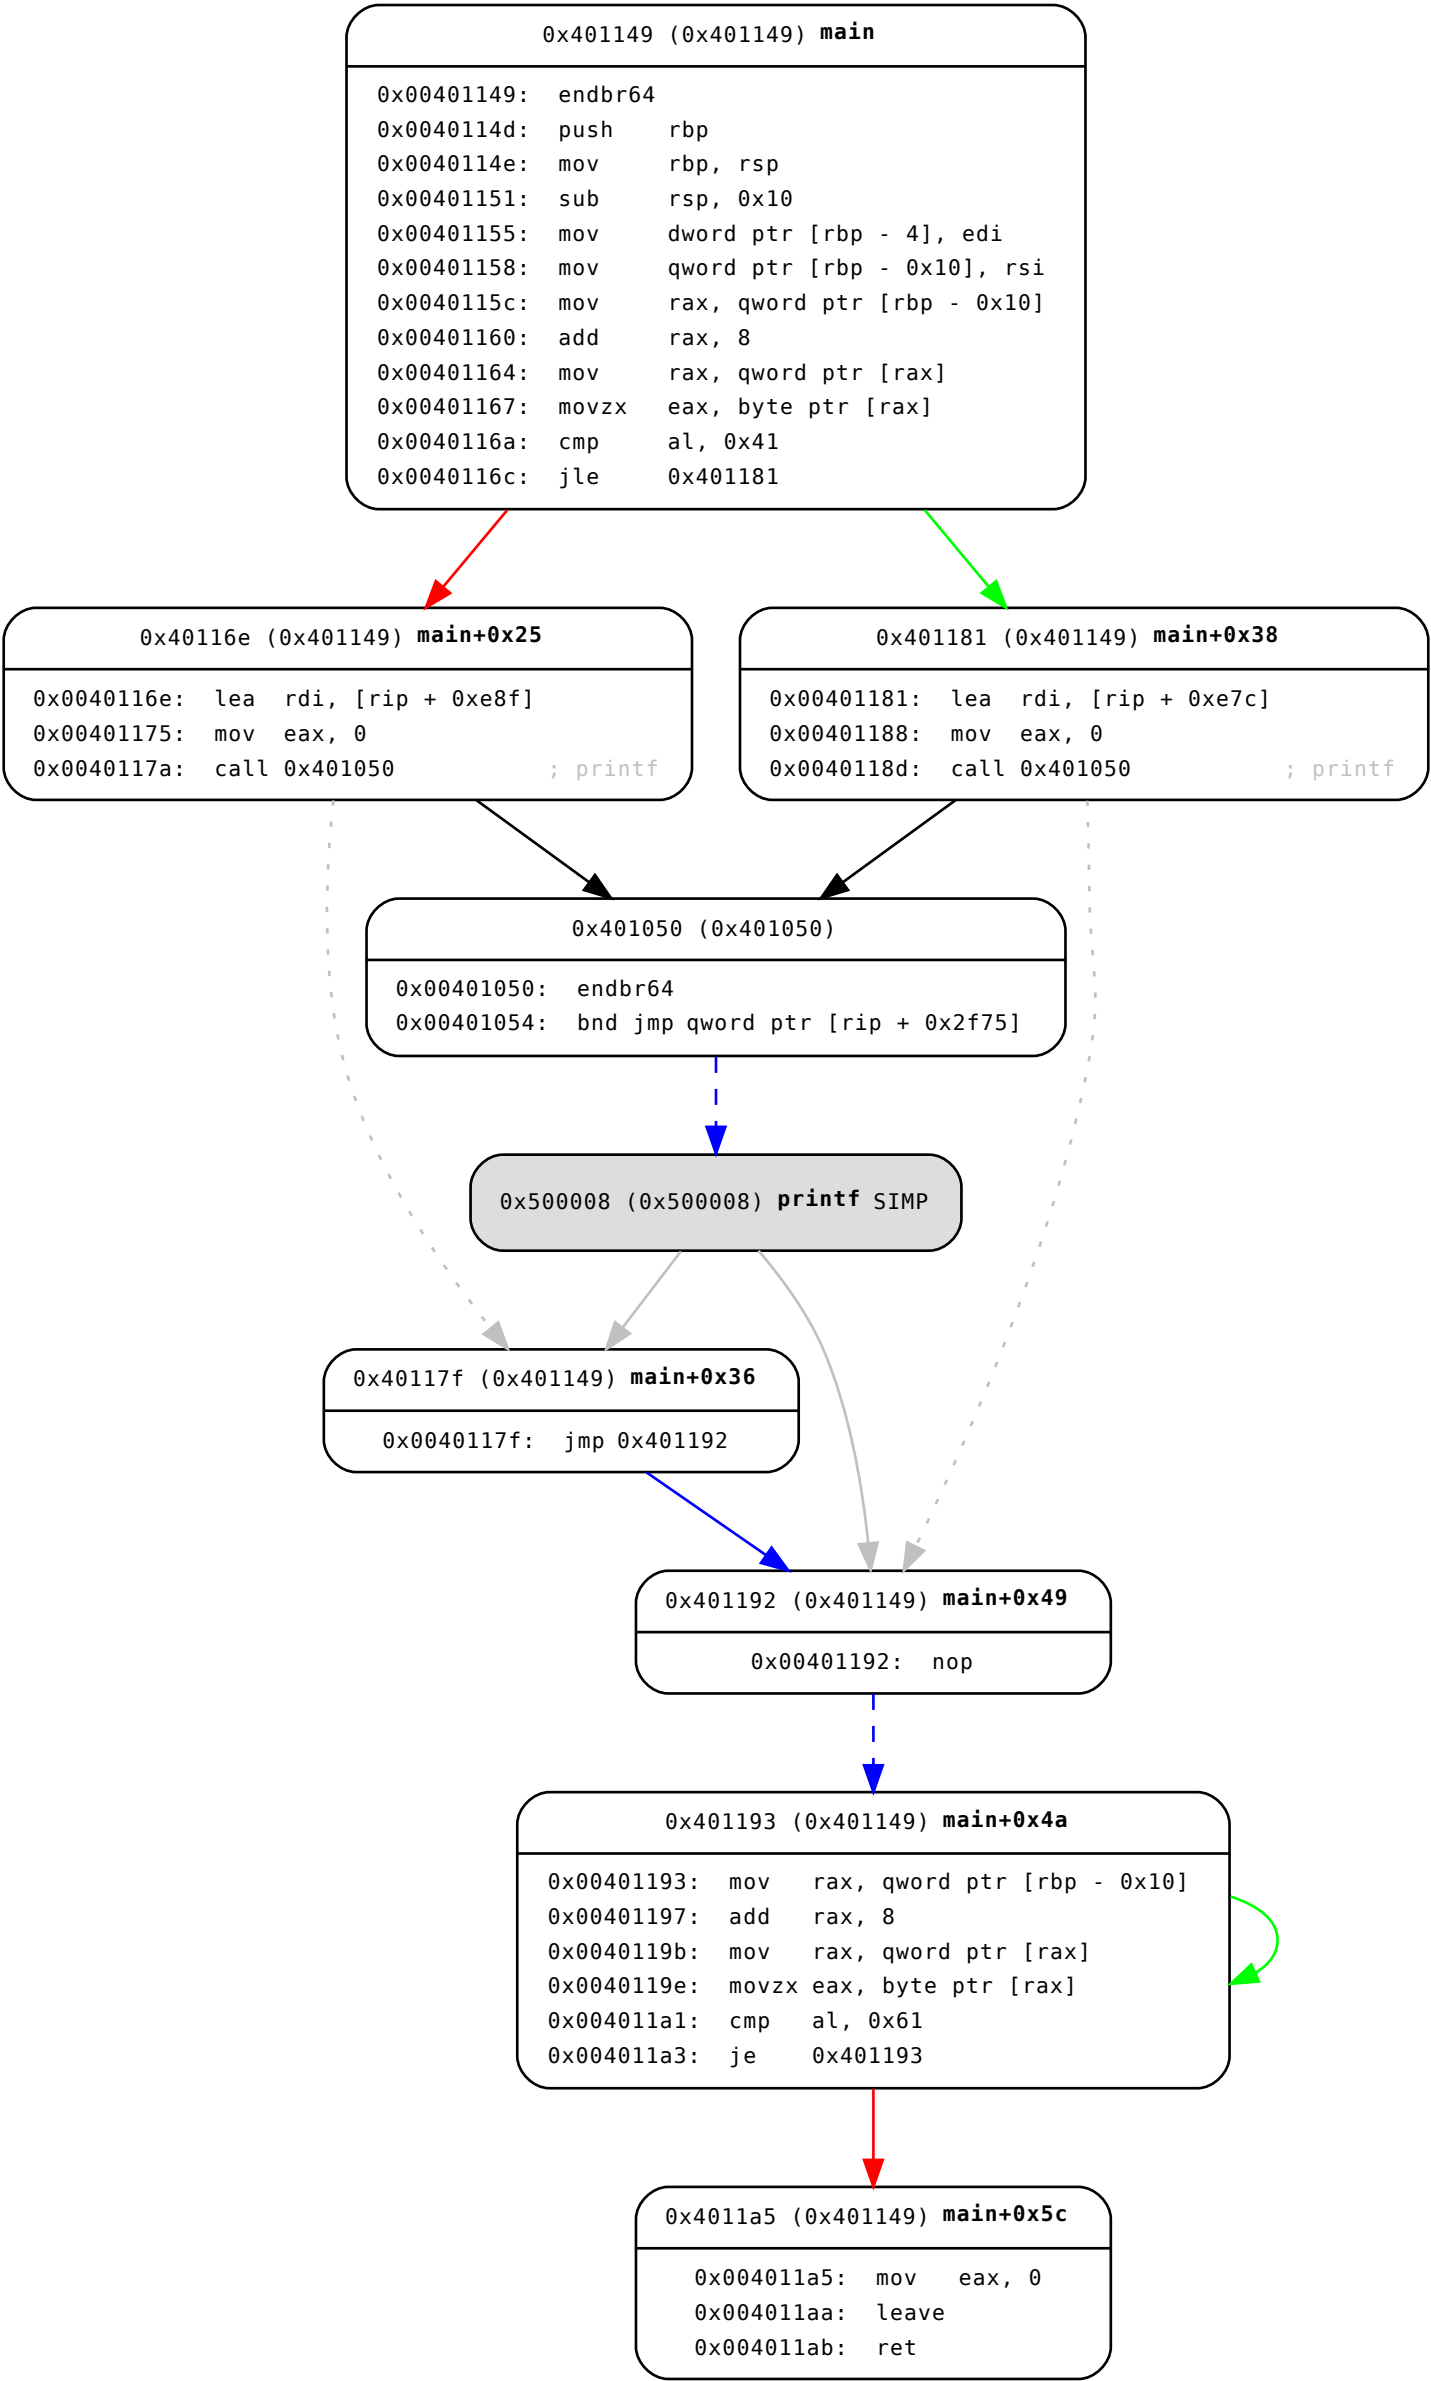 0x401149 (0x401149) main
0x00401149: endbr64
0x0040114d: push rbp
0x0040114e: mov rbp, rsp
0x00401151: sub rsp, 0x10
0x00401155: mov dword ptr [rbp - 4], edi
0x00401158: mov qword ptr [rbp - 0x10], rsi
0x0040115c: mov rax, qword ptr [rbp - 0x10]
0x00401160: add rax, 8
0x00401164: mov rax, qword ptr [rax]
0x00401167: movzx eax, byte ptr [rax]
0x0040116a: cmp al, 0x41
0x0040116c: jle 0x401181
0x40116e (0x401149) main+0x25
0x0040116e: lea rdi, [rip + 0xe8f]
0x00401175: mov eax, 0
0x0040117a: call 0x401050 ; printf
0x401181 (0x401149) main+0x38
0x00401181: lea rdi, [rip + 0xe7c]
0x00401188: mov eax, 0
0x0040118d: call 0x401050 ; printf
0x401050 (0x401050)
0x00401050: endbr64
0x00401054: bnd jmp qword ptr [rip + 0x2f75]
0x500008 (0x500008) printf SIMP
0x40117f (0x401149) main+0x36
0x0040117f: jmp 0x401192
0x401192 (0x401149) main+0x49
0x00401192: nop
0x401193 (0x401149) main+0x4a
0x00401193: mov rax, qword ptr [rbp - 0x10]
0x00401197: add rax, 8
0x0040119b: mov rax, qword ptr [rax]
0x0040119e: movzx eax, byte ptr [rax]
0x004011a1: cmp al, 0x61
0x004011a3: je 0x401193
0x4011a5 (0x401149) main+0x5c
0x004011a5: mov eax, 0
0x004011aa: leave
0x004011ab: ret